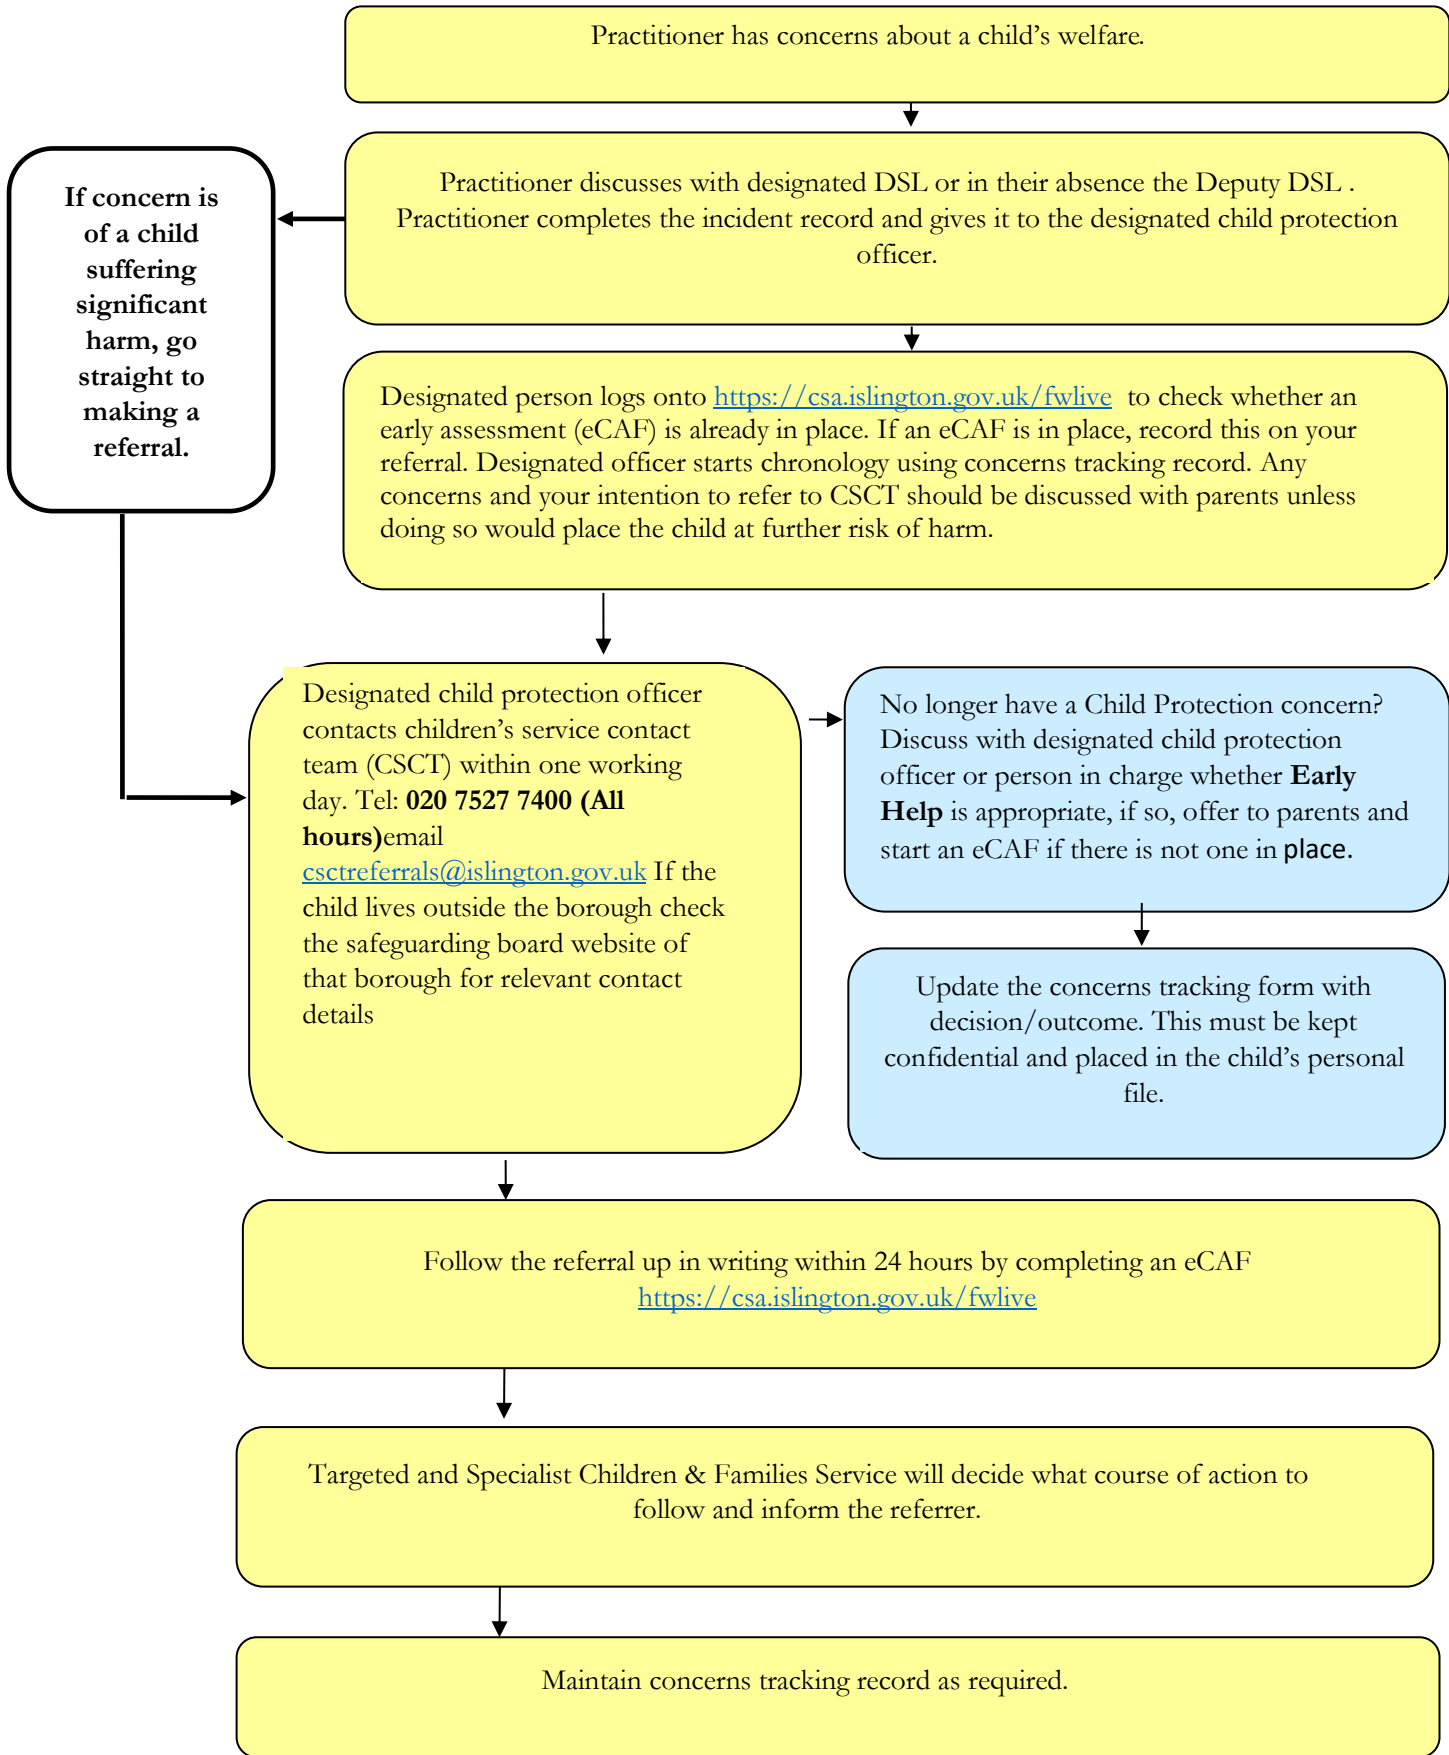 Practitioner has concerns about a child’s welfare.
If concern is
of a child
suffering
significant
harm, go
straight to
making a
referral.
Practitioner discusses with designated DSL or in their absence the Deputy DSL .
Practitioner completes the incident record and gives it to the designated child protection
officer.
Designated person logs onto https://csa.islington.gov.uk/fwlive to check whether an
early assessment (eCAF) is already in place. If an eCAF is in place, record this on your
referral. Designated officer starts chronology using concerns tracking record. Any
concerns and your intention to refer to CSCT should be discussed with parents unless
doing so would place the child at further risk of harm.
Designated child protection officer
contacts children’s service contact
team (CSCT) within one working
day. Tel: 020 7527 7400 (All
hours)email
csctreferrals@islington.gov.uk If the
child lives outside the borough check
the safeguarding board website of
that borough for relevant contact
details
No longer have a Child Protection concern?
Discuss with designated child protection
officer or person in charge whether Early
Help is appropriate, if so, offer to parents and
start an eCAF if there is not one in place.
Update the concerns tracking form with
decision/outcome. This must be kept
confidential and placed in the child’s personal
file.
Follow the referral up in writing within 24 hours by completing an eCAF
https://csa.islington.gov.uk/fwlive
Targeted and Specialist Children & Families Service will decide what course of action to
follow and inform the referrer.
Maintain concerns tracking record as required.